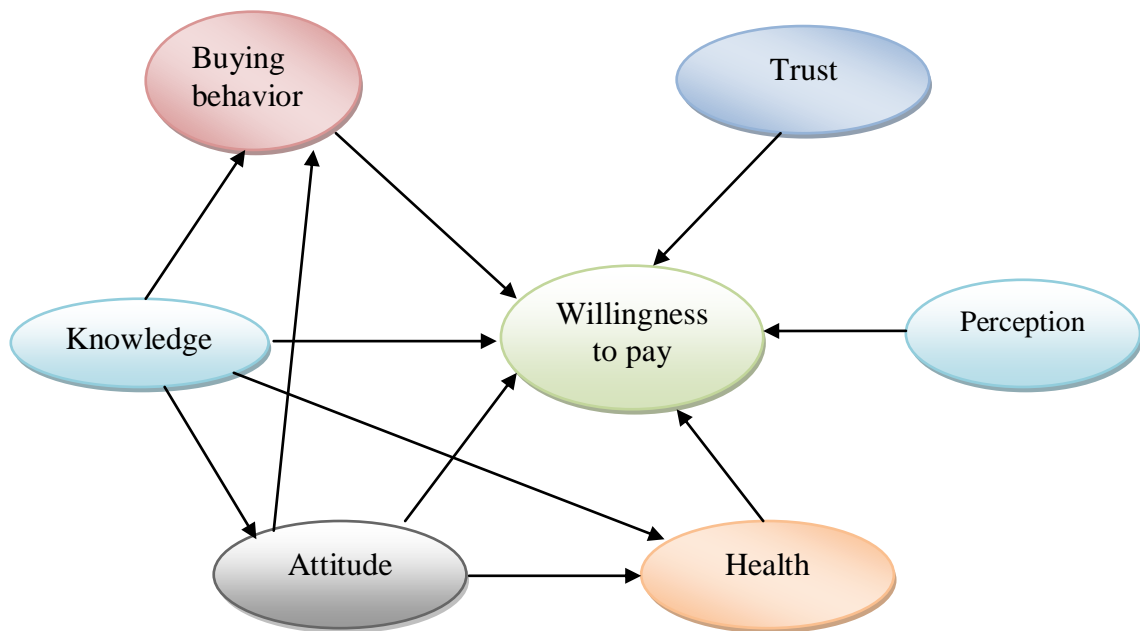 Buying
behavior
Trust
Knowledge
Willingness
to pay
Perception
Attitude
Health